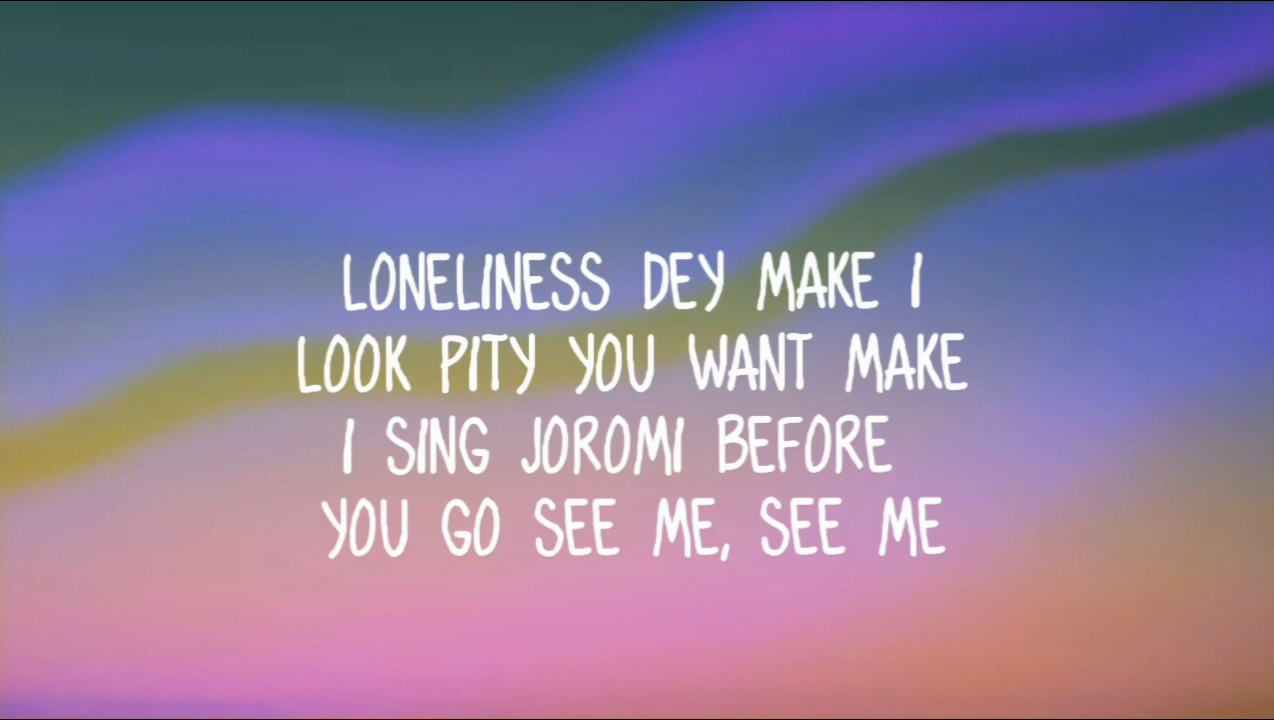 LONELINESS DEY MAKE I
LOOK PITY YOU WANT MAKE
I SING JOROMI BEFORE
YOU GO SEE ME, SEE ME